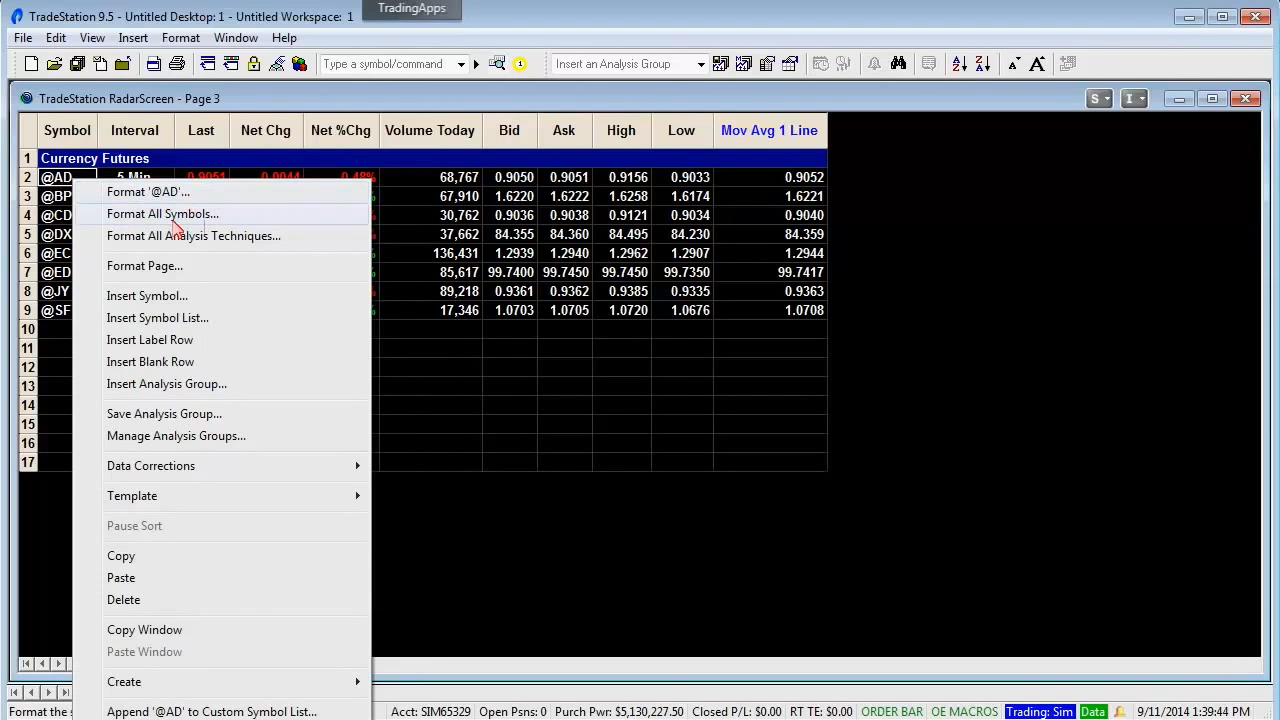 TradeStation 9.5 - Untitled Desktop: 1 - Untitled Workspace: 1
TradingApps
File Edit View Insert Format Window Help
Type a symbol/command
Insert an Analysis Group
TradeStation RadarScreen - Page 3
S I
Symbol Interval Last Net Chg Net %Chg Volume Today Bid Ask High Low Mov Avg 1 Line
1 Currency Futures
2 @AD 5 Min 0.9051 0.0044 0.48% 68,767 0.9050 0.9051 0.9156 0.9033 0.9052
3 @BP 67,910 1.6220 1.6222 1.6258 1.6174 1.6221
4 @CD 30,762 0.9036 0.9038 0.9121 0.9034 0.9040
5 @DX 37,662 84.355 84.360 84.495 84.230 84.359
6 @EC 136,431 1.2939 1.2940 1.2962 1.2907 1.2944
7 @ED 85,617 99.7400 99.7450 99.7450 99.7350 99.7417
8 @JY 89,218 0.9361 0.9362 0.9385 0.9335 0.9363
9 @SF 17,346 1.0703 1.0705 1.0720 1.0676 1.0708
10
11
12
13
14
15
16
17
Format '@AD'...
Format All Symbols...
Format All Analysis Techniques...
Format Page...
Insert Symbol...
Insert Symbol List...
Insert Label Row
Insert Blank Row
Insert Analysis Group...
Save Analysis Group...
Manage Analysis Groups...
Data Corrections
Template
Pause Sort
Copy
Paste
Delete
Copy Window
Paste Window
Create
Append '@AD' to Custom Symbol List...
Format the s Acct: SIM65329 Open Psns: 0 Purch Pwr: $5,130,227.50 Closed P/L: $0.00 RT TE: $0.00 ORDER BAR OE MACROS Trading: Sim Data 9/11/2014 1:39:44 PM